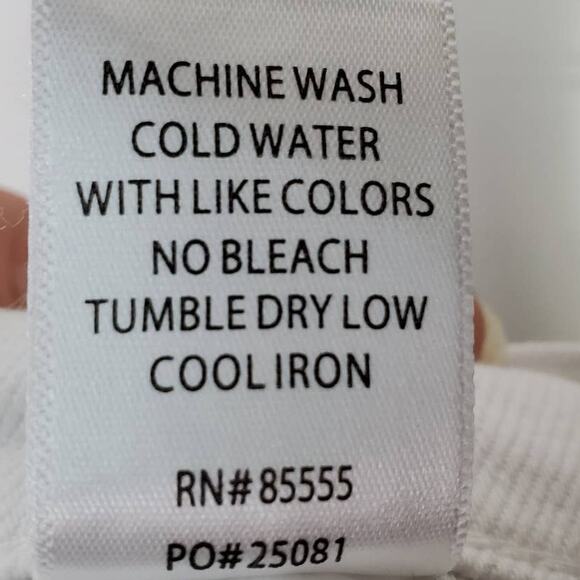 MACHINE WASH
COLD WATER
WITH LIKE COLORS
NO BLEACH
TUMBLE DRY LOW
COOL IRON
RN# 85555
PO#25081